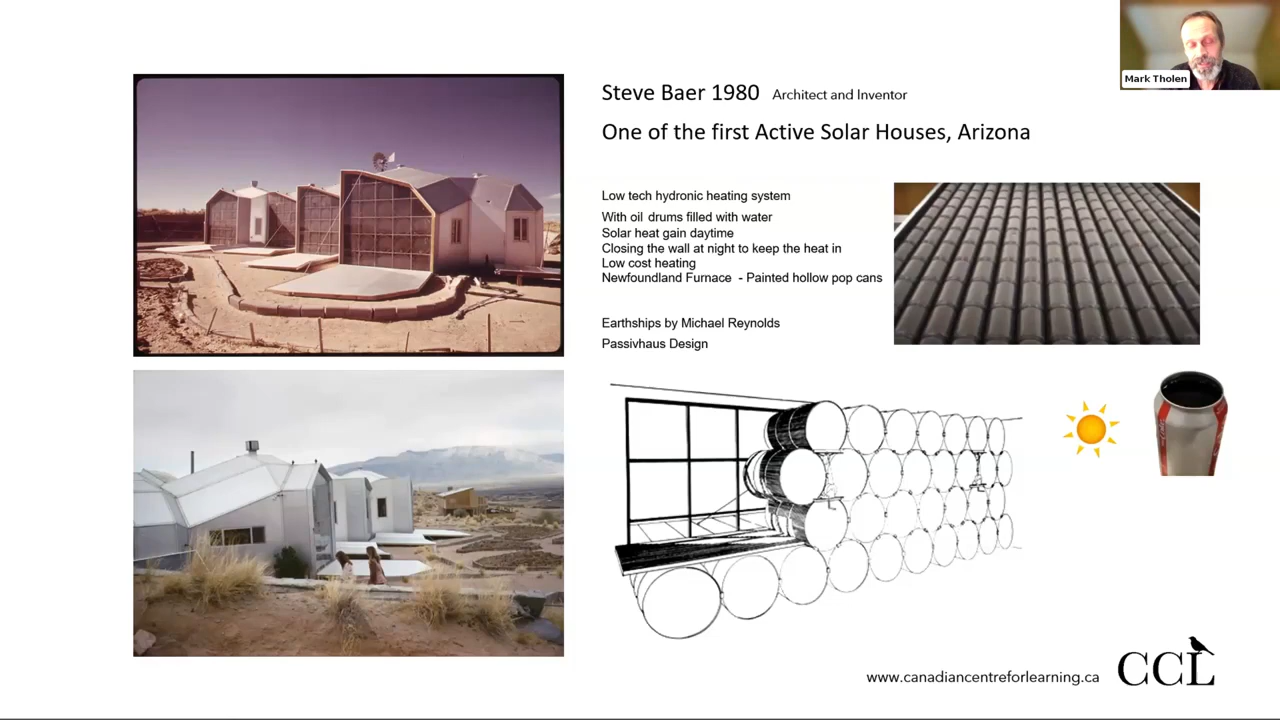 Mark Tholen
Steve Baer 1980 Architect and Inventor
One of the first Active Solar Houses, Arizona
Low tech hydronic heating system
With oil drums filled with water
Solar heat gain daytime
Closing the wall at night to keep the heat in
Low cost heating
Newfoundland Furnace - Painted hollow pop cans
Earthships by Michael Reynolds
Passivhaus Design
www.canadiancentreforlearning.ca
CCL